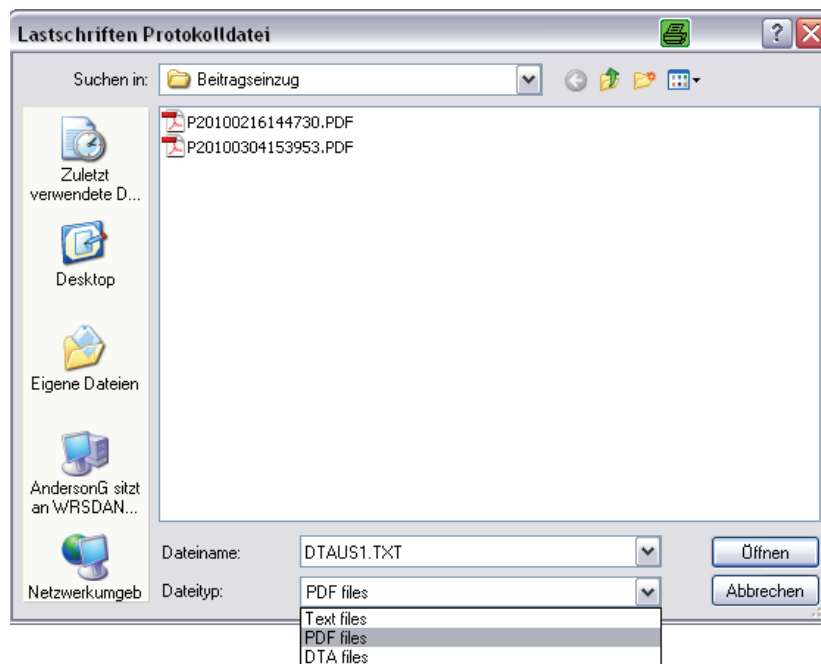 Lastschriften Protokolldatei
Suchen in: Beitragseinzug
P20100216144730.PDF
P20100304153953.PDF
Zuletzt
verwendete D...
Desktop
Eigene Dateien
AndersonG sitzt
an WRSDAN...
Netzwerkumgeb
Dateiname: DTAUS1.TXT Öffnen
Dateityp: PDF files Abbrechen
Text files
PDF files
DTA files